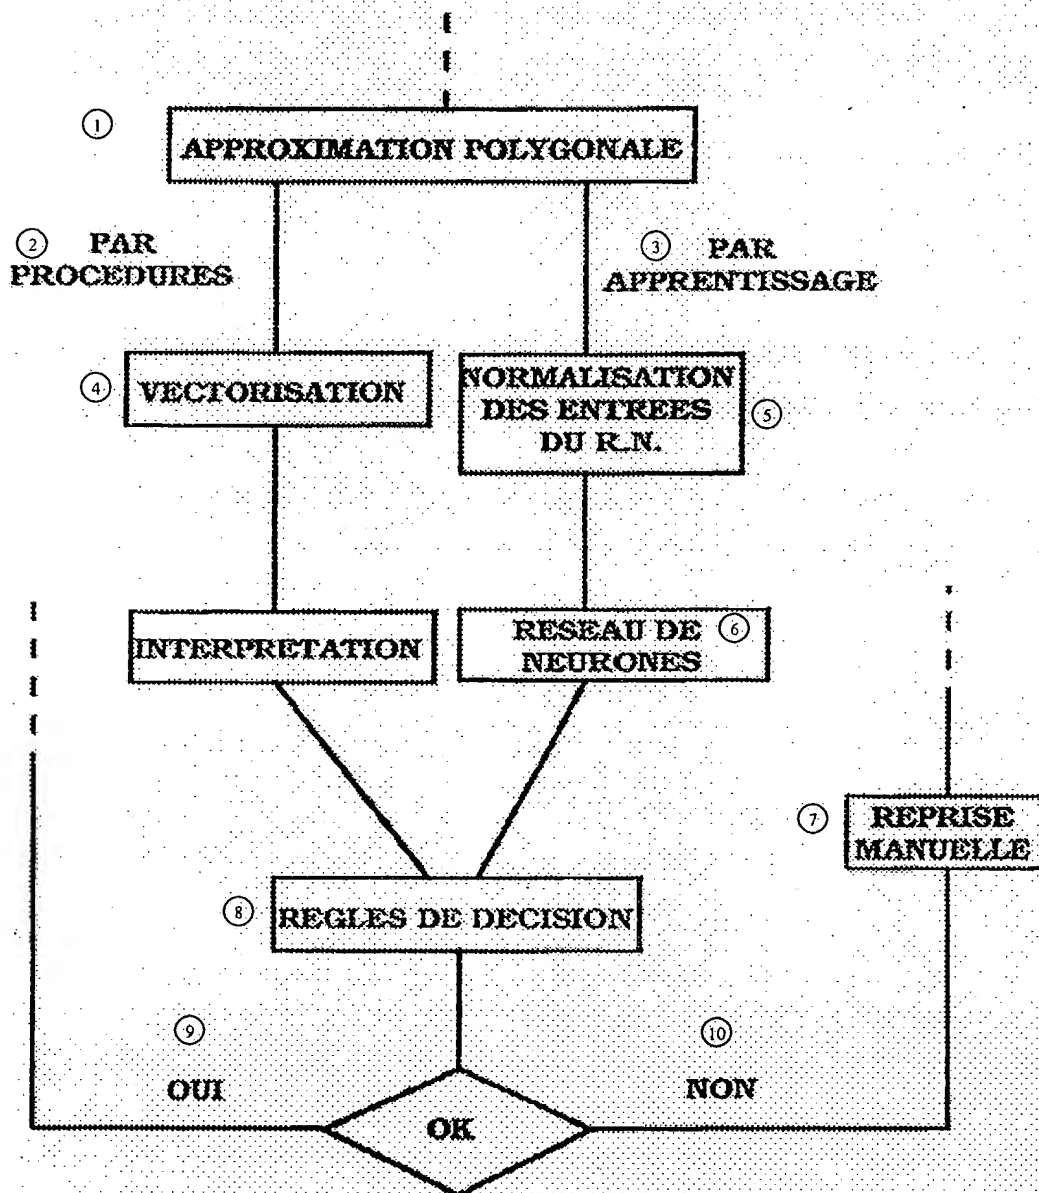 ① APPROXIMATION POLYGONALE
② PAR
PROCEDURES
③ PAR
APPRENTISSAGE
④ VECTORISATION
NORMALISATION
DES ENTREES
DU R.N.
⑤
INTERPRETATION
RESEAU DE ⑥
NEURONES
⑦ REPRISE
MANUELLE
⑧ REGLES DE DECISION
⑨
OUI
⑩
NON
OK